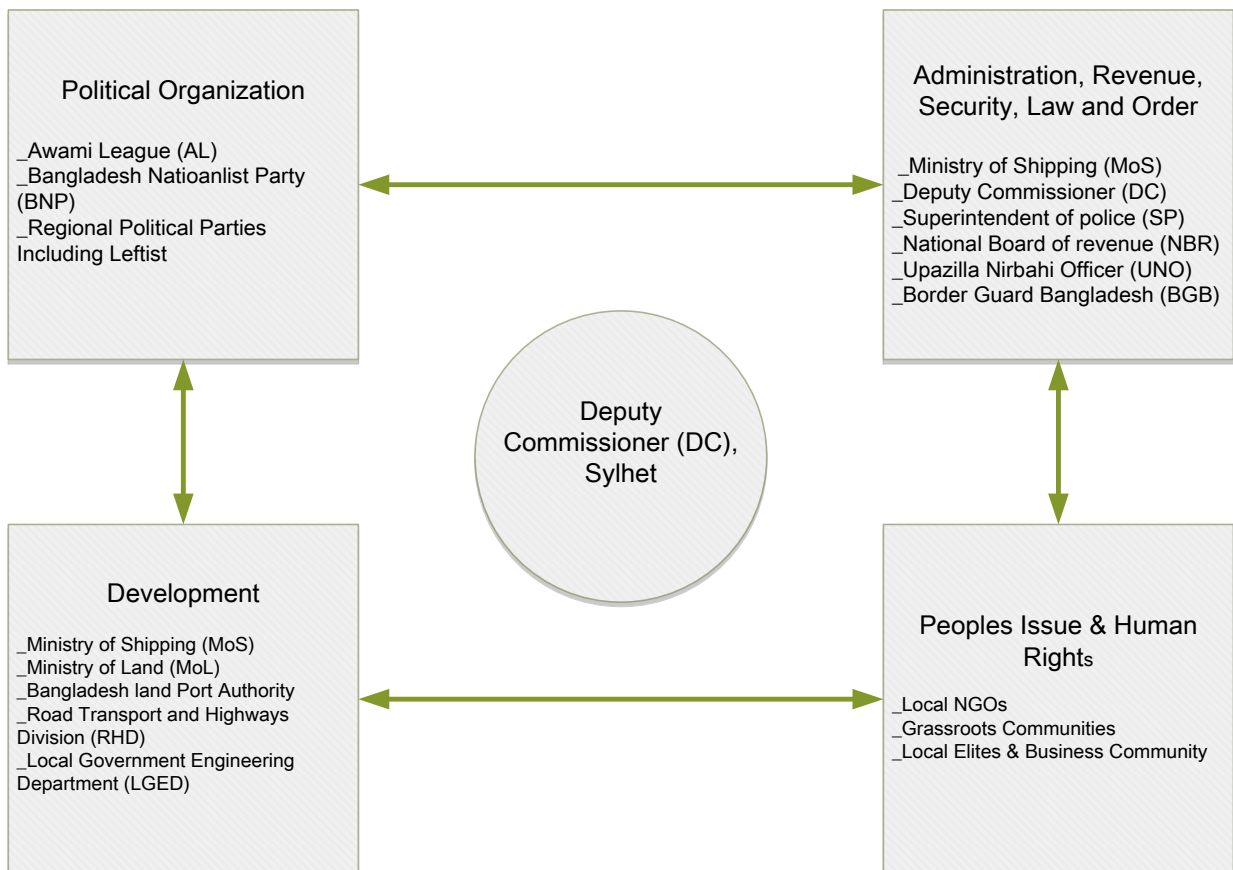 Political Organization
_Awami League (AL)
_Bangladesh Natioanlist Party
(BNP)
_Regional Political Parties
Including Leftist
Administration, Revenue,
Security, Law and Order
_Ministry of Shipping (MoS)
_Deputy Commissioner (DC)
_Superintendent of police (SP)
_National Board of revenue (NBR)
_Upazilla Nirbahi Officer (UNO)
_Border Guard Bangladesh (BGB)
Deputy
Commissioner (DC),
Sylhet
Development
_Ministry of Shipping (MoS)
_Ministry of Land (MoL)
_Bangladesh land Port Authority
_Road Transport and Highways
Division (RHD)
_Local Government Engineering
Department (LGED)
Peoples Issue & Human
Rights
_Local NGOs
_Grassroots Communities
_Local Elites & Business Community